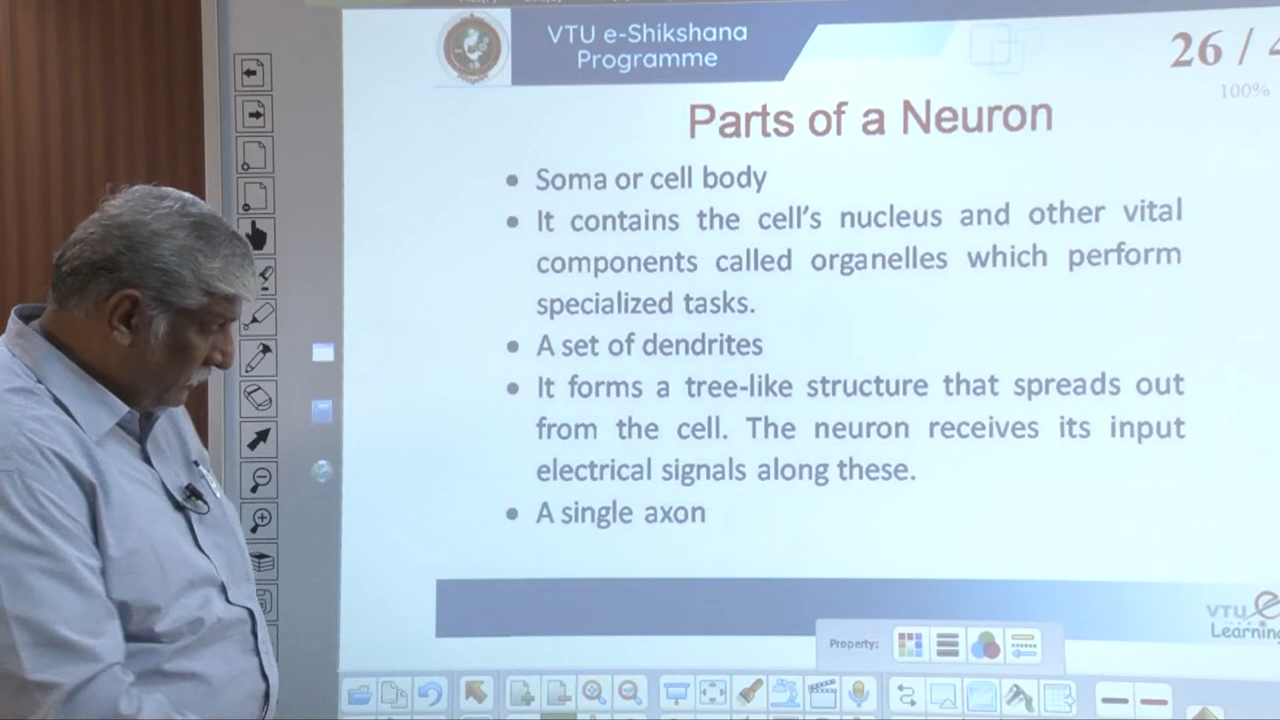 VTU e-Shikshana
Programme
26 / 4
100%
Parts of a Neuron
• Soma or cell body
• It contains the cell's nucleus and other vital
components called organelles which perform
specialized tasks.
• A set of dendrites
• It forms a tree-like structure that spreads out
from the cell. The neuron receives its input
electrical signals along these.
• A single axon
VTU e
Learning
Property: